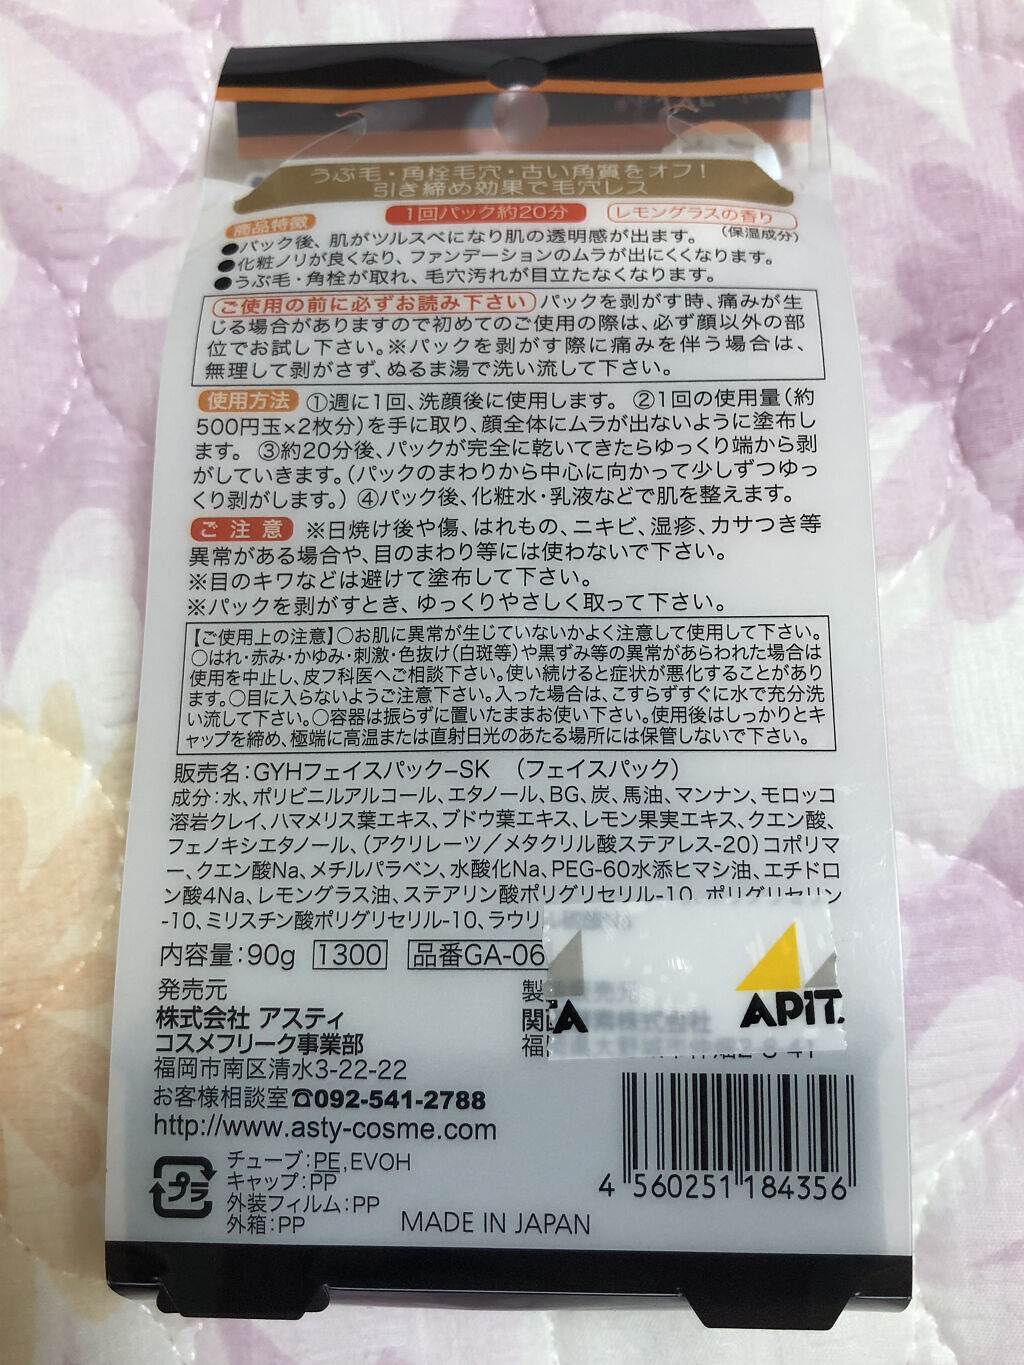 うぶ毛・角栓毛穴・古い角質をオフ!
引き締め効果で毛穴レス
商品特徴 1回パック約20分 レモングラスの香り
(保湿成分)
●パック後、肌がツルスベになり肌の透明感が出ます。
●化粧ノリが良くなり、ファンデーションのムラが出にくくなります。
●うぶ毛・角栓が取れ、毛穴汚れが目立たなくなります。
ご使用の前に必ずお読み下さい パックを剥がす時、痛みが生
じる場合がありますので初めてのご使用の際は、必ず顔以外の部
位でお試し下さい。※パックを剥がす際に痛みを伴う場合は、
無理して剥がさず、ぬるま湯で洗い流して下さい。
使用方法 ①週に1回、洗顔後に使用します。 ②1回の使用量(約
500円玉×2枚分)を手に取り、顔全体にムラが出ないように塗布し
ます。 ③約20分後、パックが完全に乾いてきたらゆっくり端から剥
がしていきます。(パックのまわりから中心に向かって少しずつゆっ
くり剥がします。) ④パック後、化粧水・乳液などで肌を整えます。
ご注意 ※日焼け後や傷、はれもの、ニキビ、湿疹、カサつき等
異常がある場合や、目のまわり等には使わないで下さい。
※目のキワなどは避けて塗布して下さい。
※パックを剥がすとき、ゆっくりやさしく取って下さい。
【ご使用上の注意】○お肌に異常が生じていないかよく注意して使用して下さい。
○はれ・赤み・かゆみ・刺激・色抜け(白斑等)や黒ずみ等の異常があらわれた場合は
使用を中止し、皮フ科医へご相談下さい。使い続けると症状が悪化することがあり
ます。○目に入らないようご注意下さい。入った場合は、こすらずすぐに水で充分洗
い流して下さい。○容器は振らずに置いたままお使い下さい。使用後はしっかりとキ
ャップを締め、極端に高温または直射日光のあたる場所には保管しないで下さい。
販売名:GYHフェイスパック-SK (フェイスパック)
成分:水、ポリビニルアルコール、エタノール、BG、炭、馬油、マンナン、モロッコ
溶岩クレイ、ハマメリス葉エキス、ブドウ葉エキス、レモン果実エキス、クエン酸、
フェノキシエタノール、(アクリレーツ/メタクリル酸ステアレス-20)コポリマ
ー、クエン酸Na、メチルパラベン、水酸化Na、PEG-60水添ヒマシ油、エチドロ
ン酸4Na、レモングラス油、ステアリン酸ポリグリセリル-10、ポリグリセリン
-10、ミリスチン酸ポリグリセリル-10、ラウリ
内容量:90g 1300 品番GA-06
発売元
株式会社 アスティ
コスメフリーク事業部
福岡市南区清水3-22-22
お客様相談室☎092-541-2788
http://www.asty-cosme.com
製
関
福
TA APiTA
プラ
チューブ:PE,EVOH
キャップ:PP
外装フィルム:PP
外箱:PP
MADE IN JAPAN
4 560251 184356